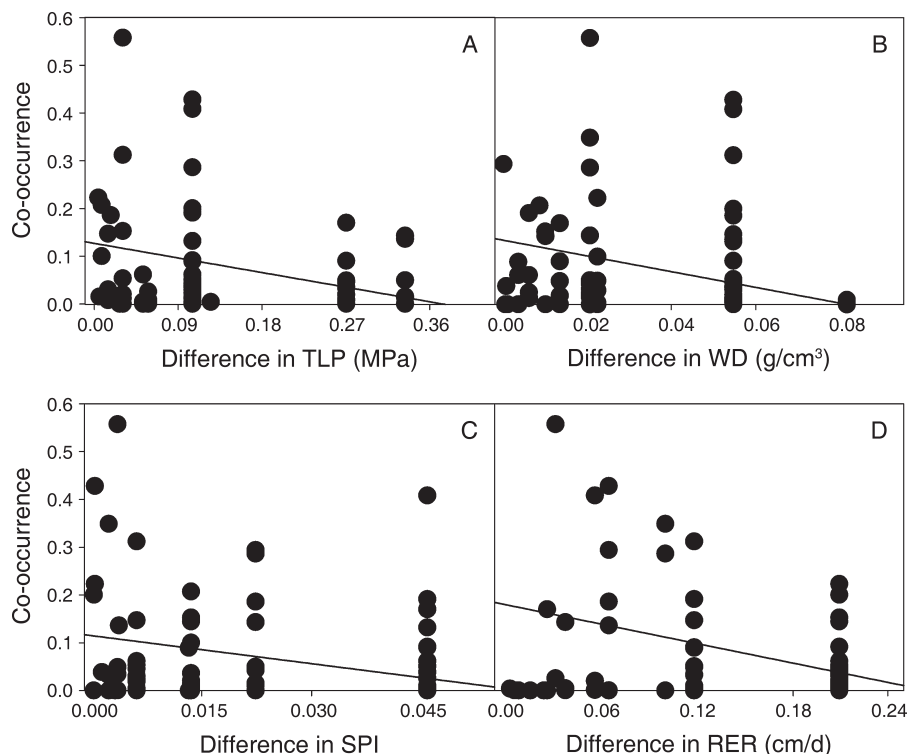 0.6
0.5
0.4
0.3
0.2
0.1
0.0
Co-occurrence
A
0.00 0.09 0.18 0.27 0.36
Difference in TLP (MPa)
B
0.00 0.02 0.04 0.06 0.08
Difference in WD (g/cm³)
0.6
0.5
0.4
0.3
0.2
0.1
0.0
Co-occurrence
C
0.000 0.015 0.030 0.045
Difference in SPI
D
0.00 0.06 0.12 0.18 0.24
Difference in RER (cm/d)